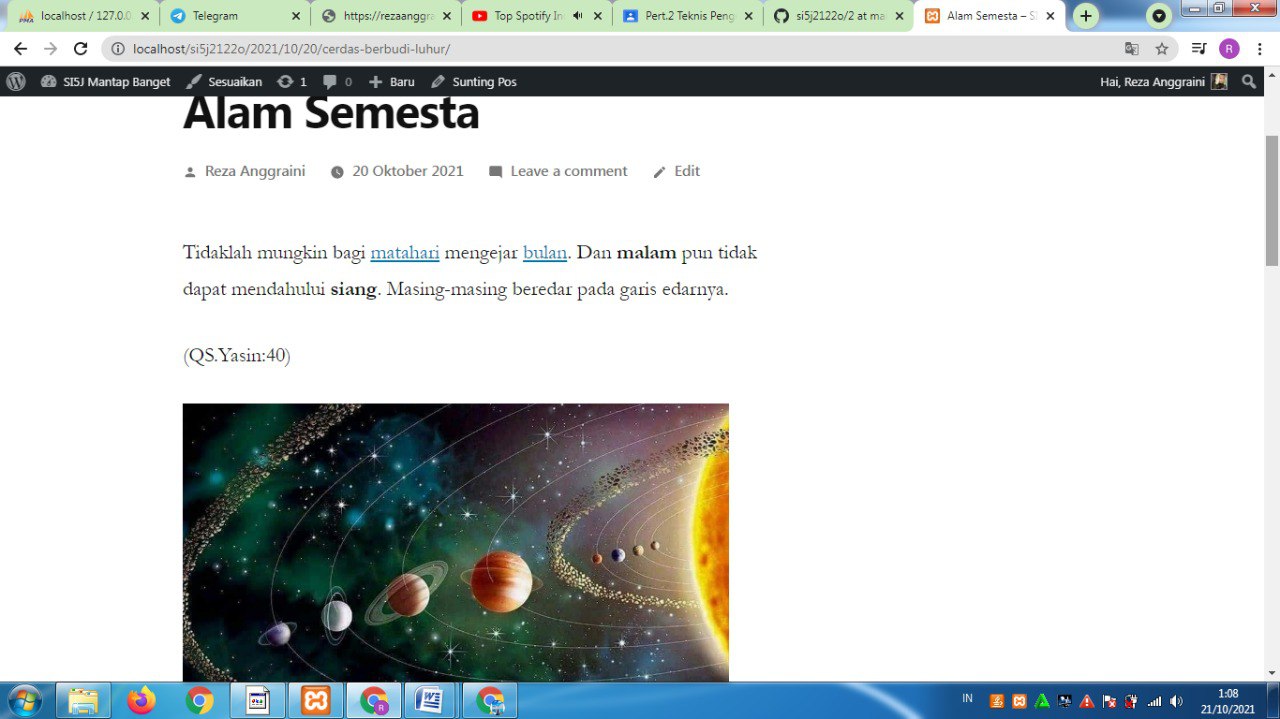 localhost / 127.0.0
Telegram
https://rezaanggra
Top Spotify In
Pert2 Teknis Peng
si5j2122o/2 at ma
Alam Semesta – S
localhost/si5j2122o/2021/10/20/cerdas-berbudi-luhur/
R
SI5J Mantap Banget
Sesuaikan
1
0
Baru
Sunting Pos
Hai, Reza Anggraini
Alam Semesta
Reza Anggraini
20 Oktober 2021
Leave a comment
Edit
Tidaklah mungkin bagi matahari mengejar bulan. Dan malam pun tidak
dapat mendahului siang. Masing-masing beredar pada garis edarnya.
(QS.Yasin:40)
IN
1:08
21/10/2021